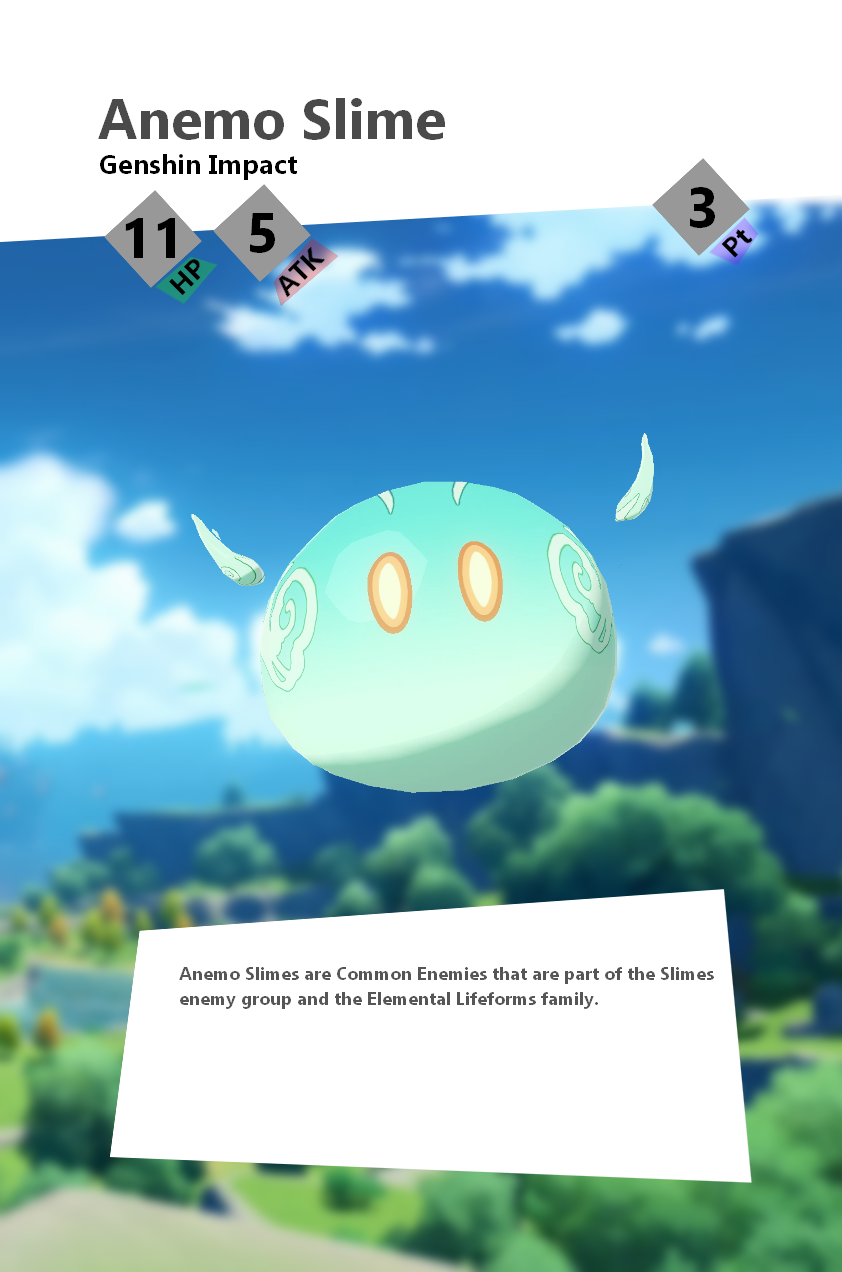 Anemo Slime
Genshin Impact
11
HP
5
ATK
3
Pt
Anemo Slimes are Common Enemies that are part of the Slimes
enemy group and the Elemental Lifeforms family.